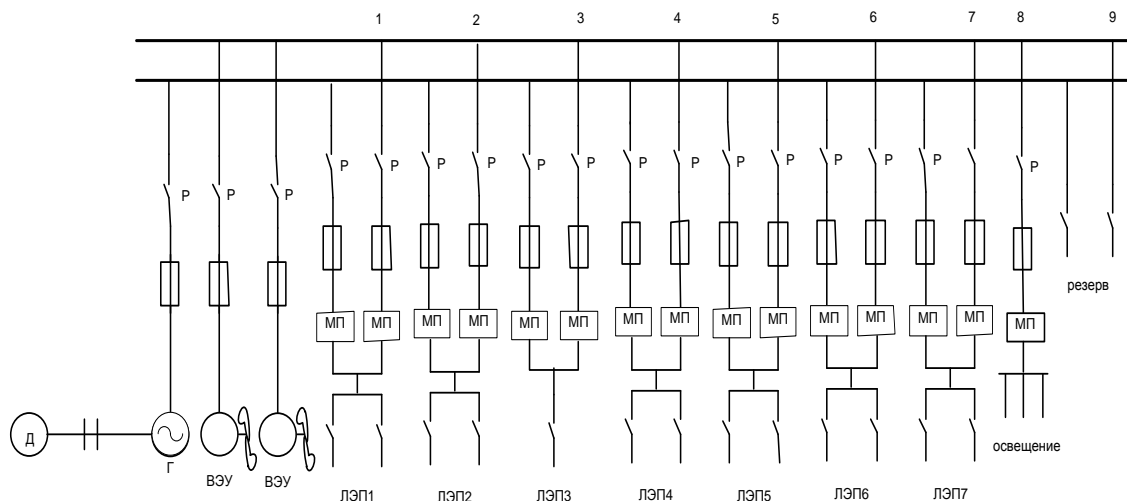 1 2 3 4 5 6 7 8 9
Р Р Р Р Р Р Р Р Р Р Р Р Р Р Р Р Р
резерв
МП МП МП МП МП МП МП МП МП МП МП МП МП МП МП
Д
Г
ВЭУ ВЭУ
освещение
ЛЭП1 ЛЭП2 ЛЭП3 ЛЭП4 ЛЭП5 ЛЭП6 ЛЭП7